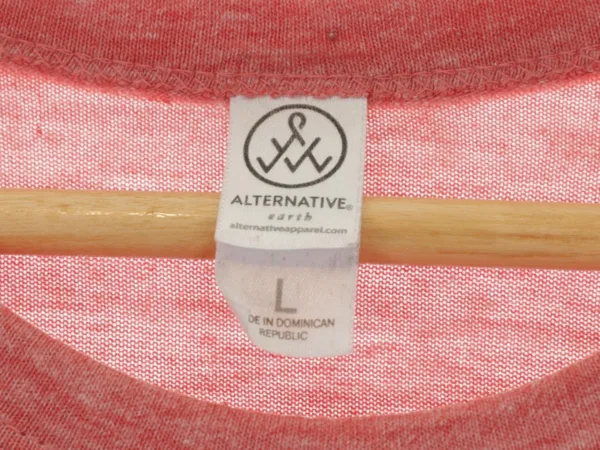 ALTERNATIVE®
earth
alternativeapparel.com
L
DE IN DOMINICAN
REPUBLIC